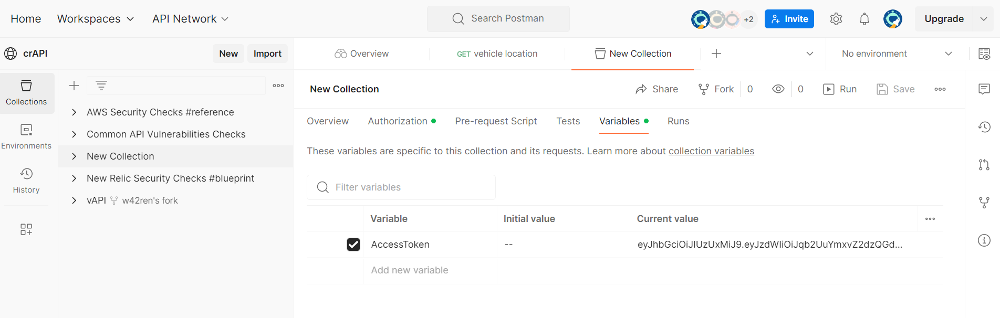 Home Workspaces API Network Search Postman +2 Invite Upgrade
crAPI New Import Overview GET vehicle location New Collection No environment
Collections
Environments
History
AWS Security Checks #reference
Common API Vulnerabilities Checks
New Collection
New Relic Security Checks #blueprint
vAPI w42ren's fork
New Collection Share Fork 0 0 Run Save
Overview Authorization Pre-request Script Tests Variables Runs
These variables are specific to this collection and its requests. Learn more about collection variables
Filter variables
Variable Initial value Current value
AccessToken -- eyJhbGciOiJIUzUxMiJ9.eyJzdWIiOiJqb2UuYmxvZ2dzQGd...
Add new variable